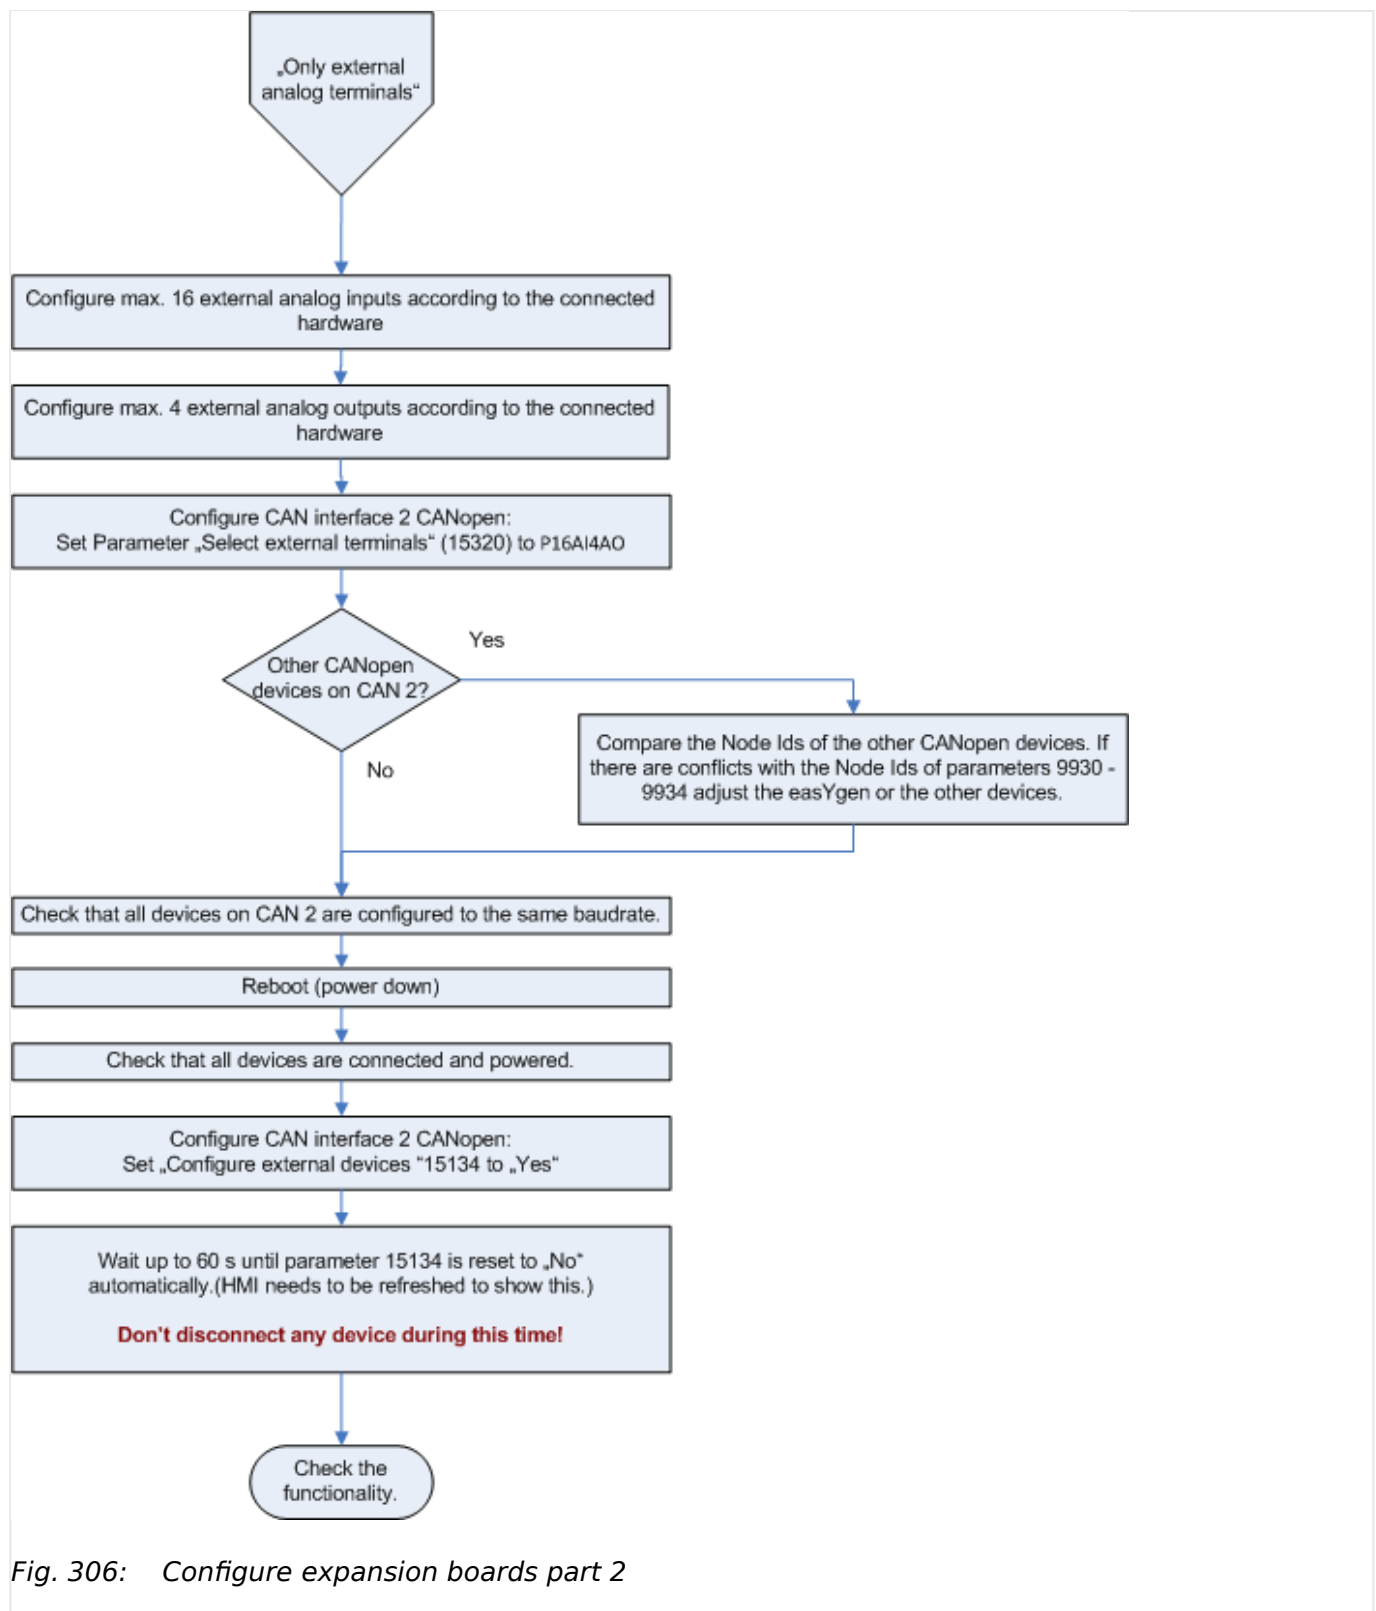 „Only external
analog terminals“
Configure max. 16 external analog inputs according to the connected
hardware
Configure max. 4 external analog outputs according to the connected
hardware
Configure CAN interface 2 CANopen:
Set Parameter „Select external terminals“ (15320) to P16AI4AO
Other CANopen
devices on CAN 2?
Yes
Compare the Node Ids of the other CANopen devices. If
there are conflicts with the Node Ids of parameters 9930 -
9934 adjust the easYgen or the other devices.
No
Check that all devices on CAN 2 are configured to the same baudrate.
Reboot (power down)
Check that all devices are connected and powered.
Configure CAN interface 2 CANopen:
Set „Configure external devices “15134 to „Yes“
Wait up to 60 s until parameter 15134 is reset to „No“
automatically.(HMI needs to be refreshed to show this.)
Don't disconnect any device during this time!
Check the
functionality.
Fig. 306: Configure expansion boards part 2